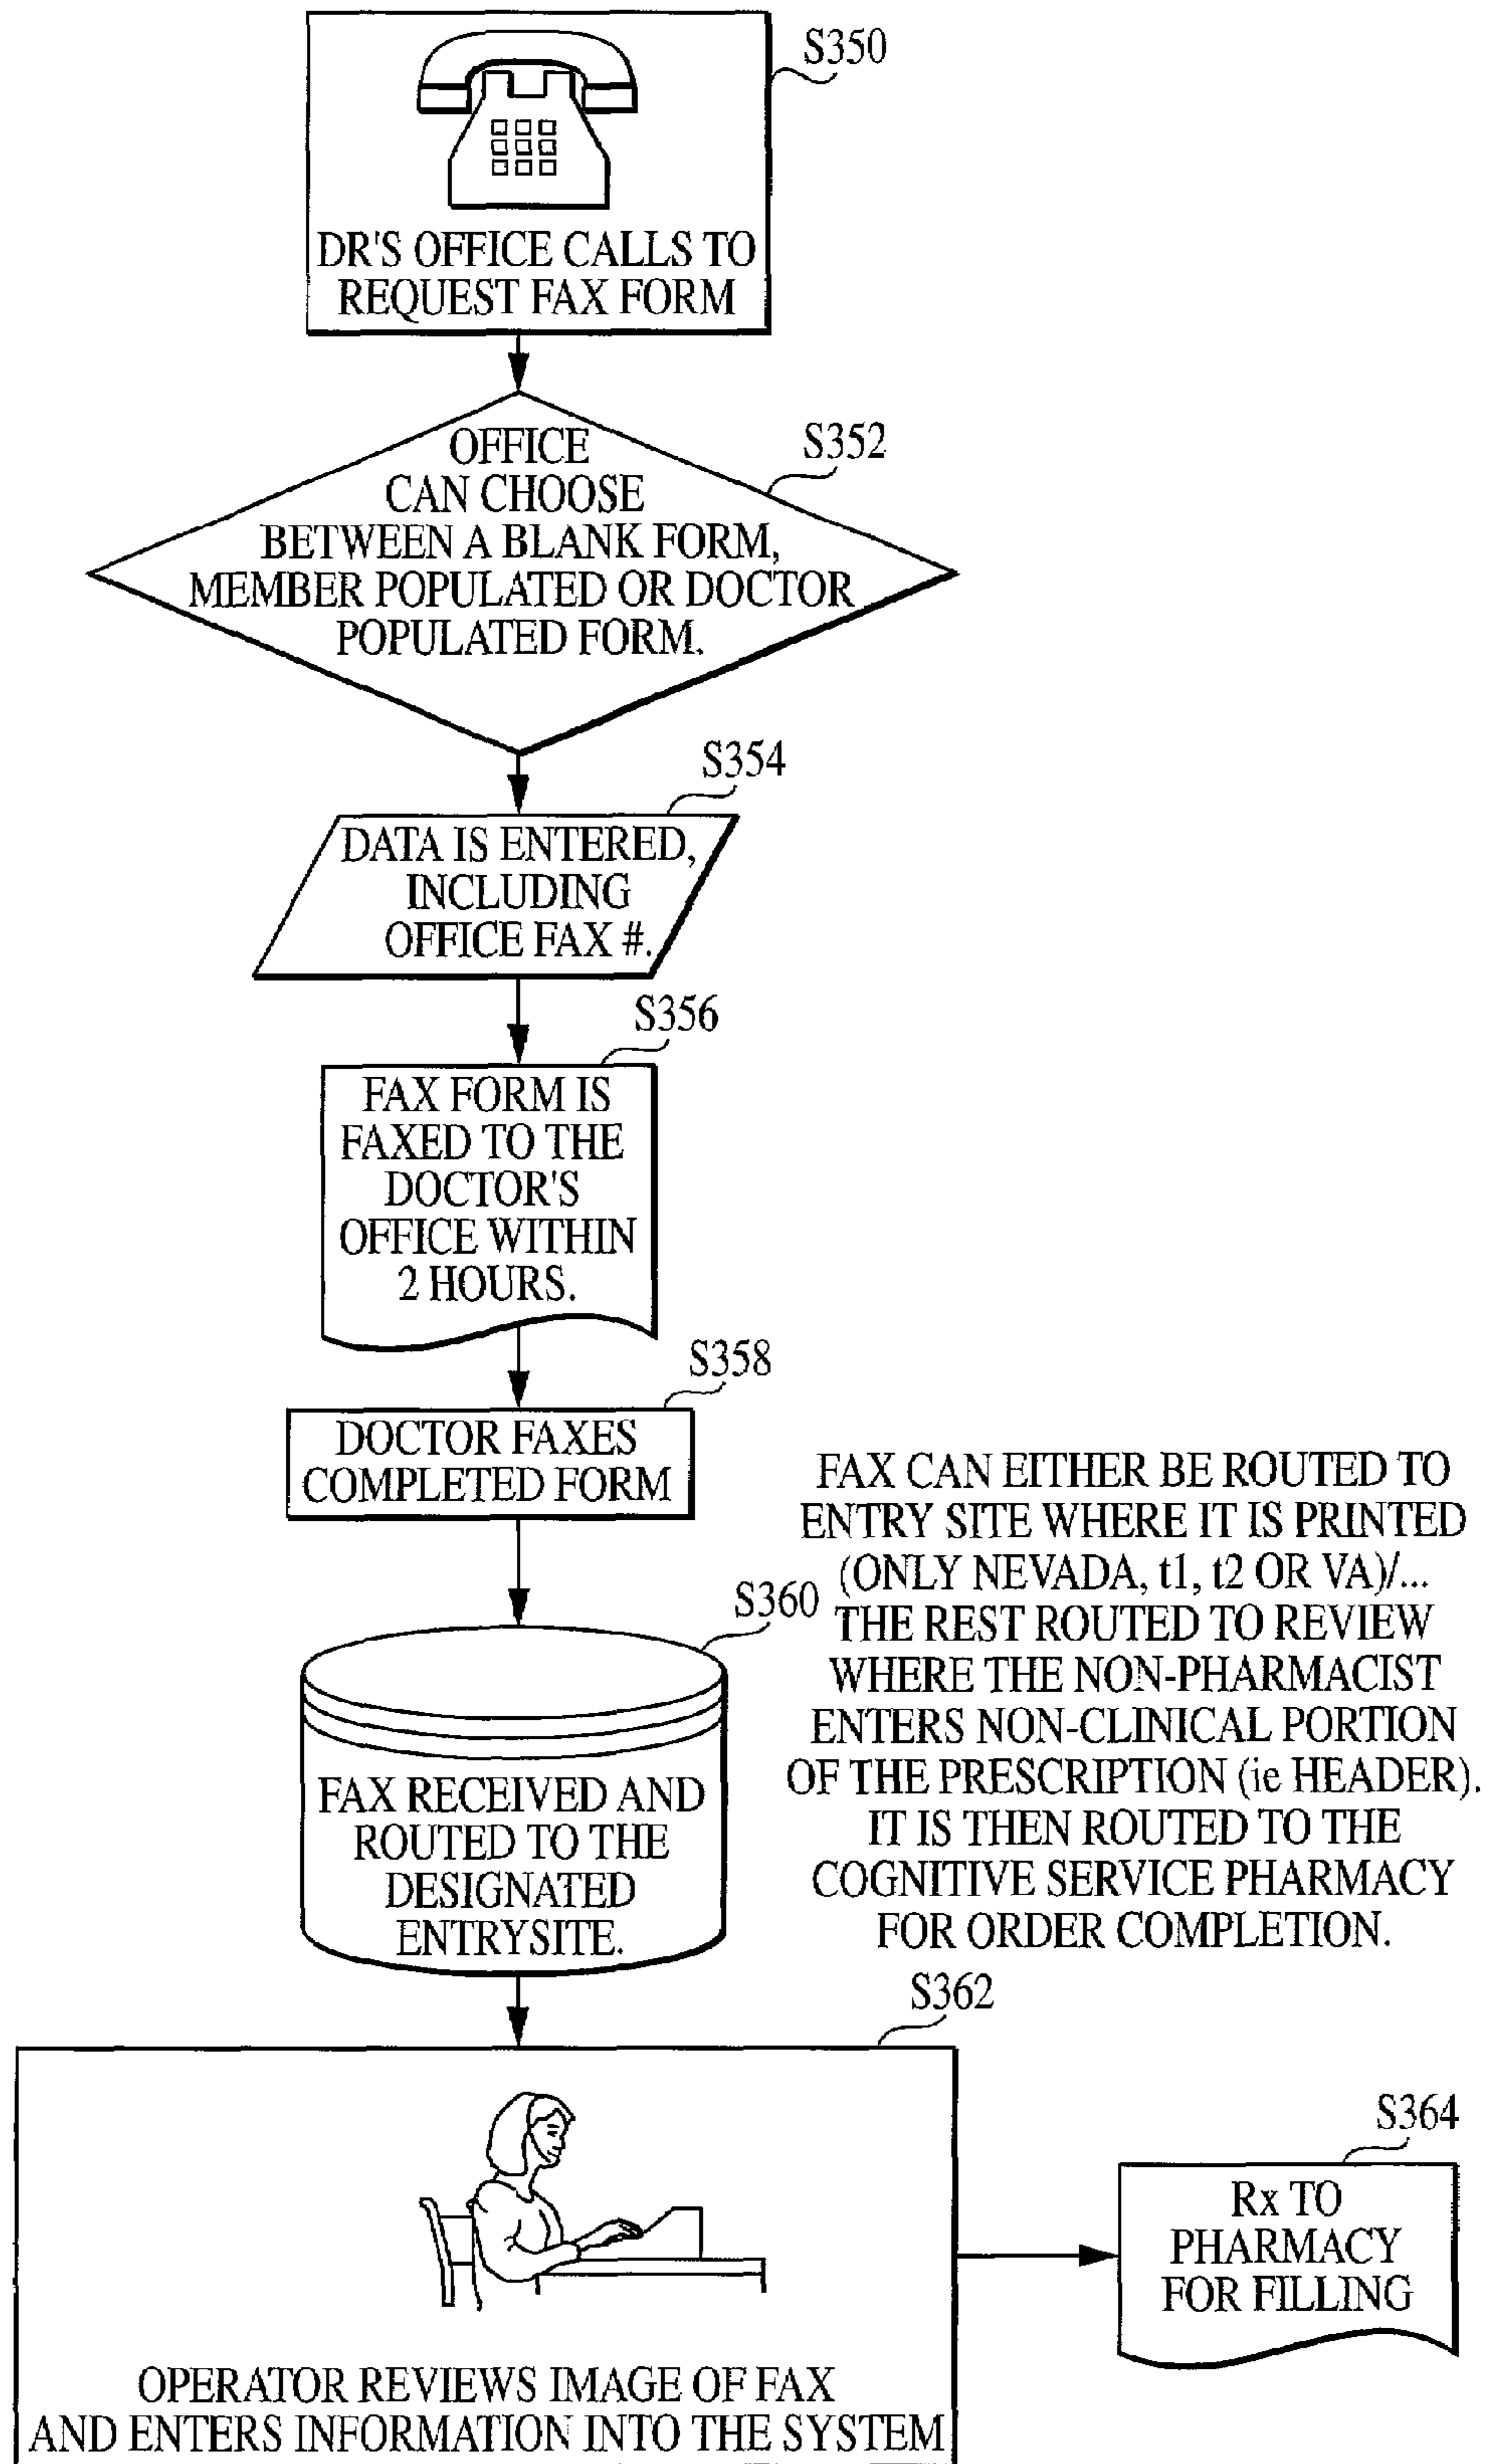 S350
DR'S OFFICE CALLS TO
REQUEST FAX FORM
S352
OFFICE
CAN CHOOSE
BETWEEN A BLANK FORM,
MEMBER POPULATED OR DOCTOR
POPULATED FORM.
S354
DATA IS ENTERED,
INCLUDING
OFFICE FAX #.
S356
FAX FORM IS
FAXED TO THE
DOCTOR'S
OFFICE WITHIN
2 HOURS.
S358
DOCTOR FAXES
COMPLETED FORM
S360
FAX RECEIVED AND
ROUTED TO THE
DESIGNATED
ENTRYSITE.
FAX CAN EITHER BE ROUTED TO
ENTRY SITE WHERE IT IS PRINTED
(ONLY NEVADA, t1, t2 OR VA)/...
THE REST ROUTED TO REVIEW
WHERE THE NON-PHARMACIST
ENTERS NON-CLINICAL PORTION
OF THE PRESCRIPTION (ie HEADER).
IT IS THEN ROUTED TO THE
COGNITIVE SERVICE PHARMACY
FOR ORDER COMPLETION.
S362
OPERATOR REVIEWS IMAGE OF FAX
AND ENTERS INFORMATION INTO THE SYSTEM
S364
Rx TO
PHARMACY
FOR FILLING